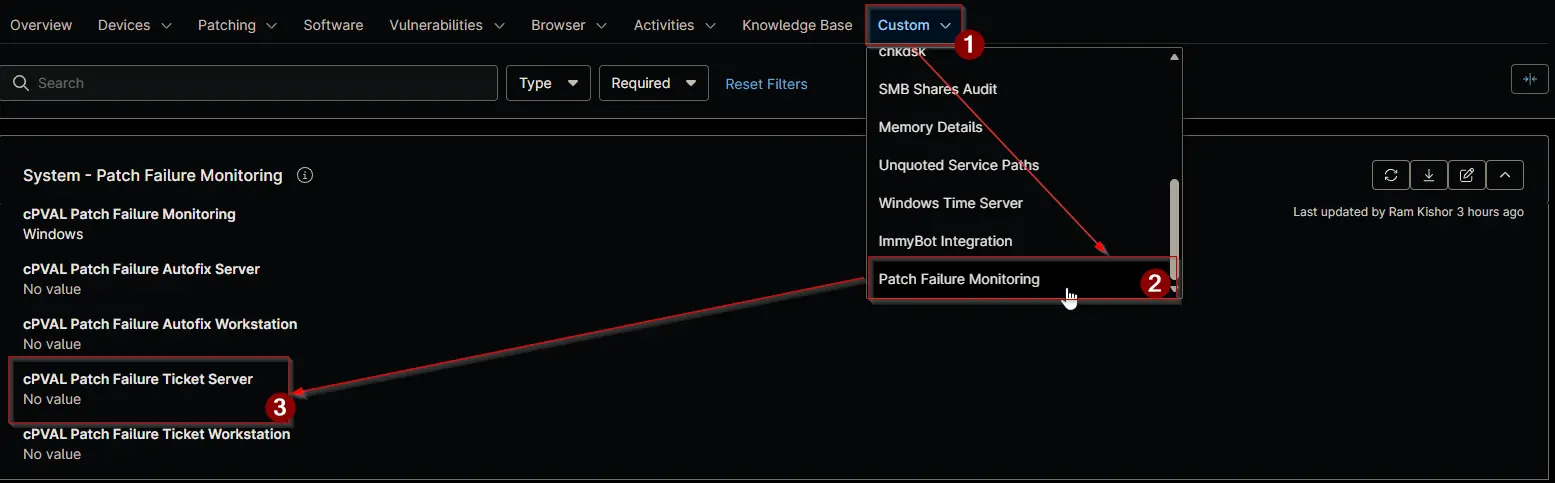 Overview Devices Patching Software Vulnerabilities Browser Activities Knowledge Base Custom
1
chkdsk
Search Type Required Reset Filters
SMB Shares Audit
Memory Details
Unquoted Service Paths
Windows Time Server
ImmyBot Integration
Patch Failure Monitoring 2
System - Patch Failure Monitoring
Last updated by Ram Kishor 3 hours ago
cPVAL Patch Failure Monitoring
Windows
cPVAL Patch Failure Autofix Server
No value
cPVAL Patch Failure Autofix Workstation
No value
cPVAL Patch Failure Ticket Server
No value
3
cPVAL Patch Failure Ticket Workstation
No value